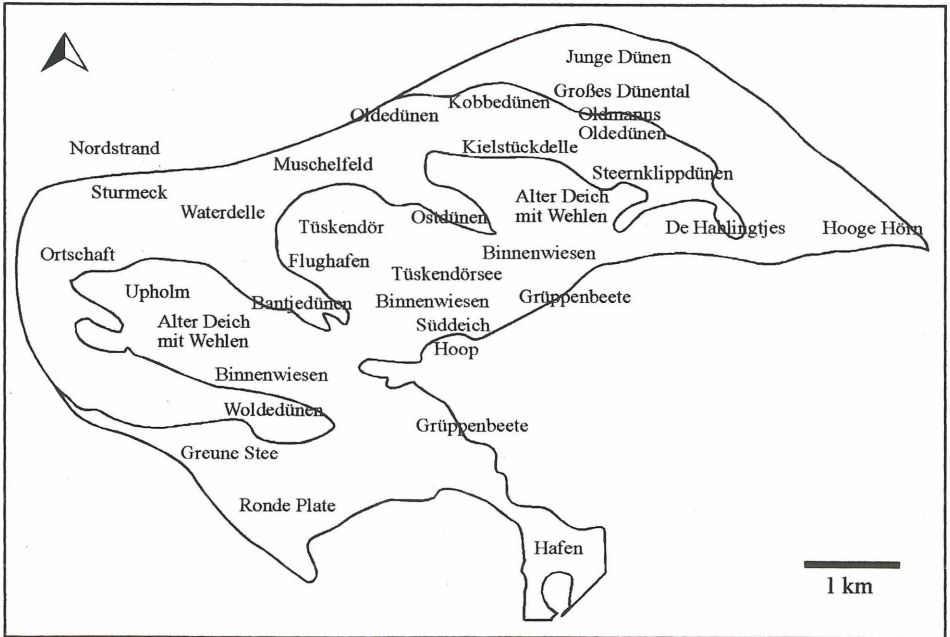 Junge Dünen
Großes Dünental
Kobbedünen
Oldedünen
Oldmanns
Oldedünen
Nordstrand
Kielstückdelle
Muschelfeld
Steernklippdünen
Sturmeck
Alter Deich
mit Wehlen
Waterdelle
Ostdünen
Tüskendör
De Hahlingtjes
Hooge Hörn
Ortschaft
Binnenwiesen
Flughafen
Tüskendörsee
Upholm
Bantjedünen
Binnenwiesen
Grüppenbeete
Alter Deich
mit Wehlen
Süddeich
Hoop
Binnenwiesen
Woldedünen
Grüppenbeete
Greune Stee
Ronde Plate
Hafen
1 km